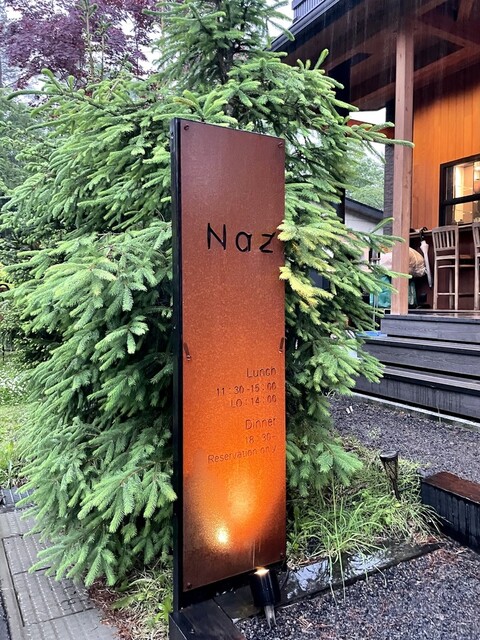 Naz
Lunch
11:30-15:00
LO:14:00
Dinner
18:30-
Reservation only